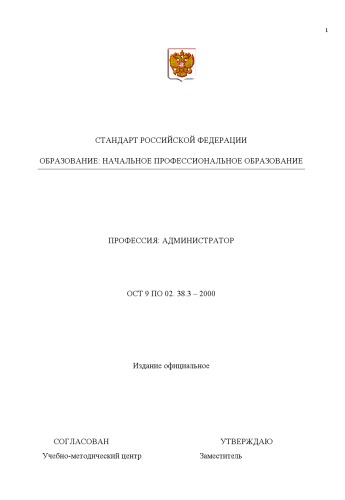 1
СТАНДАРТ РОССИЙСКОЙ ФЕДЕРАЦИИ
ОБРАЗОВАНИЕ: НАЧАЛЬНОЕ ПРОФЕССИОНАЛЬНОЕ ОБРАЗОВАНИЕ
ПРОФЕССИЯ: АДМИНИСТРАТОР
ОСТ 9 ПО 02. 38.3 – 2000
Издание официальное
СОГЛАСОВАН УТВЕРЖДАЮ
Учебно-методический центр Заместитель